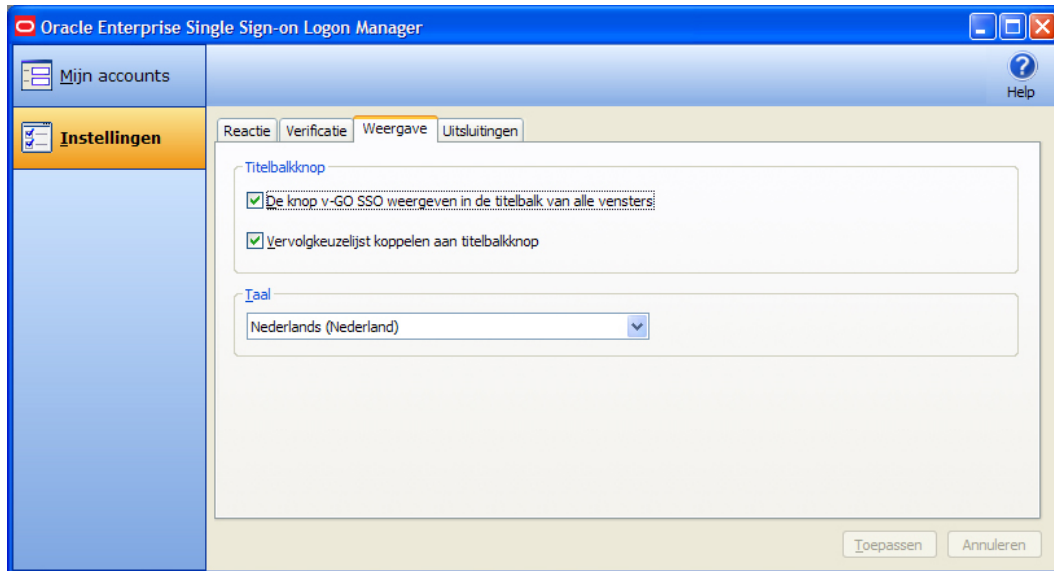 Oracle Enterprise Single Sign-on Logon Manager
Mijn accounts
Help
Instellingen
Reactie Verificatie Weergave Uitsluitingen
Titelbalkknop
De knop v-GO SSO weergeven in de titelbalk van alle vensters
Vervolgkeuzelijst koppelen aan titelbalkknop
Taal
Nederlands (Nederland)
Toepassen Annuleren